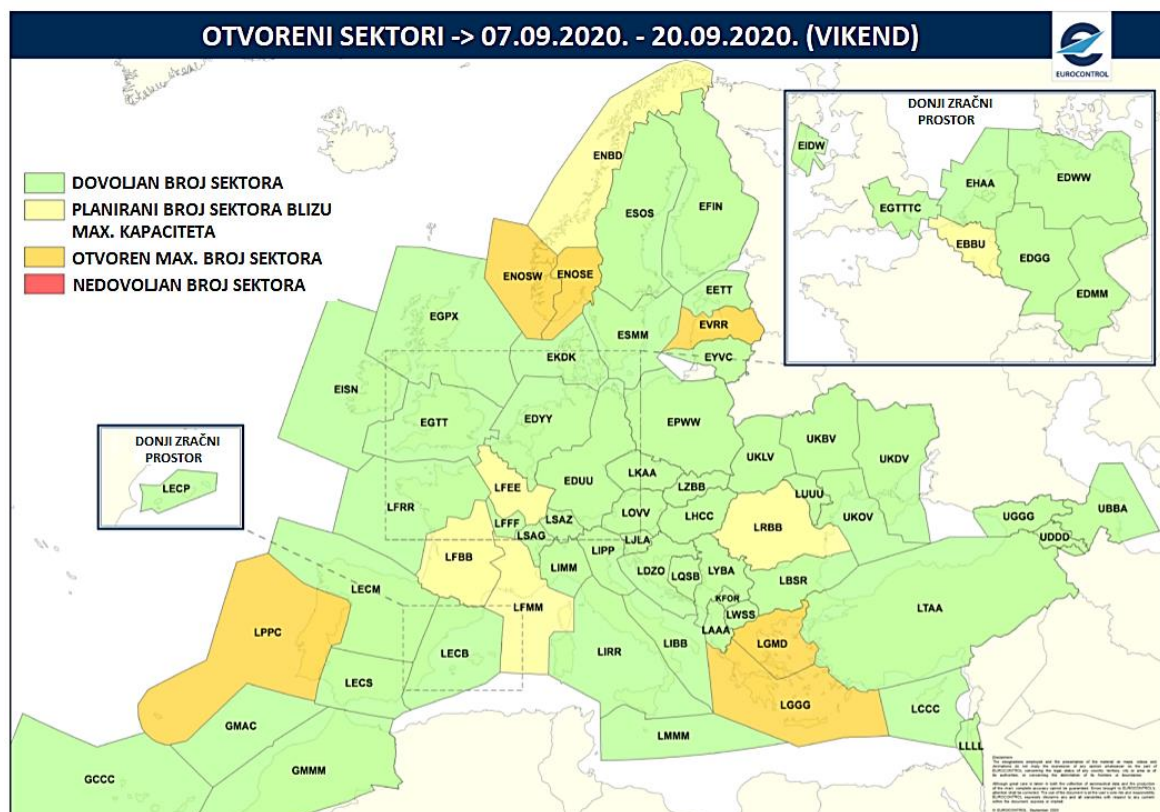 OTVORENI SEKTORI -> 07.09.2020. - 20.09.2020. (VIKEND)
EUROCONTROL
DOVOLJAN BROJ SEKTORA
PLANIRANI BROJ SEKTORA BLIZU
MAX. KAPACITETA
OTVOREN MAX. BROJ SEKTORA
NEDOVOLJAN BROJ SEKTORA
DONJI ZRAČNI
PROSTOR
EIDW
EHAA
EDWW
EGTTTC
EBBU
EDGG
EDMM
ENBD
ESOS
EFIN
ENOSW
ENOSE
EETT
EGPX
EVRR
ESMM
EYVC
EKDK
EISN
EGTT
EDYY
EPWW
DONJI ZRAČNI
PROSTOR
LECP
UKBV
UKLV
UKDV
LKAA
LFEE
EDUU
LZBB
LFRR
LUUU
LFFF
LSAZ
LOVV
LHCC
UKOV
UBBA
UGGG
LSAG
LRBB
UDDD
LJLA
LIPP
LFBB
LIMM
LDZO
LQSB
LYBA
LBSR
LECM
KFOR
LFMM
LWSS
LTAA
LPPC
LAAA
LIBB
LGMD
LECB
LIRR
LECS
LGGG
LCCC
GMAC
LMMM
LLLL
GCCC
GMMM
Disclaimer
© EUROCONTROL, September 2020